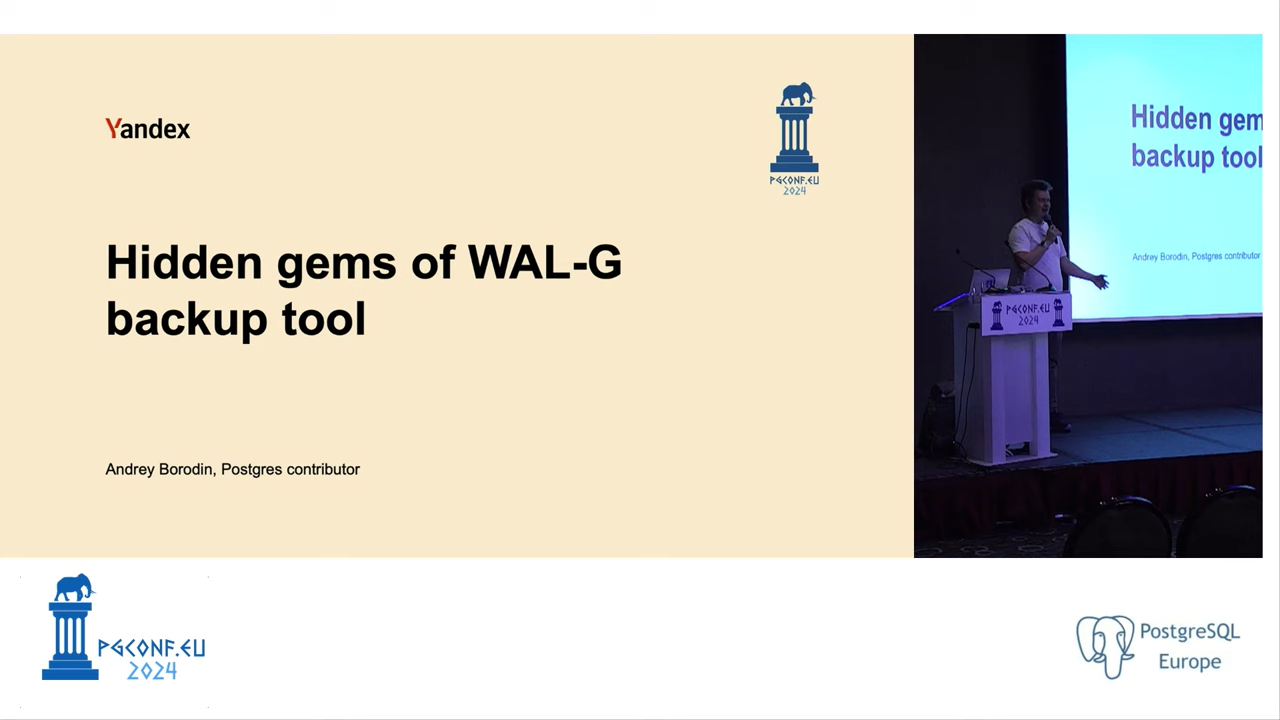 Yandex
PGCONF.EU
2024
Hidden gems of WAL-G
backup tool
Andrey Borodin, Postgres contributor
Hidden gem
backup tool
Andrey Borodin, Postgres contributor
PGCONF.EU
2024
PGCONF.EU
2024
PostgreSQL
Europe